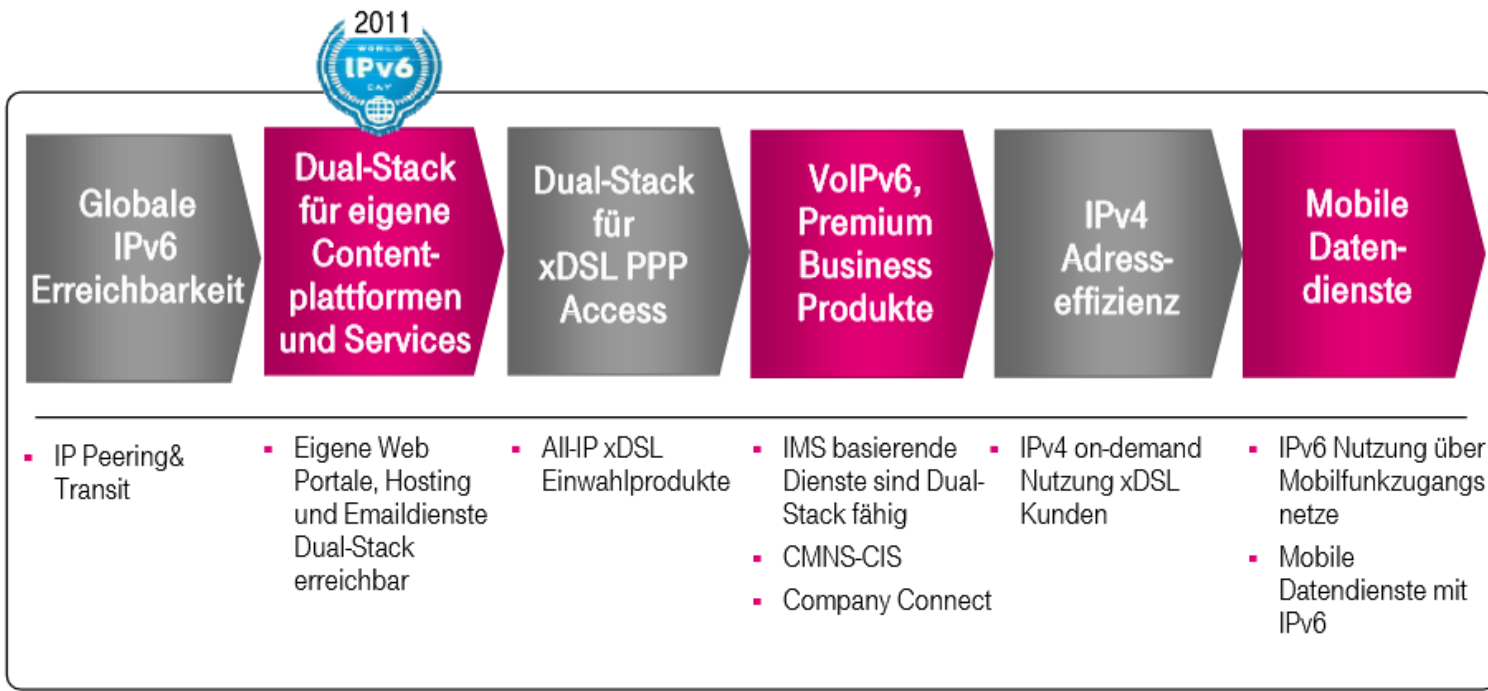 2011
WORLD
IPv6
DAY
Globale
IPv6
Erreichbarkeit
Dual-Stack
für eigene
Content-
plattformen
und Services
Dual-Stack
für
xDSL PPP
Access
VoIPv6,
Premium
Business
Produkte
IPv4
Adress-
effizienz
Mobile
Daten-
dienste
▪ IP Peering&
Transit
▪ Eigene Web
Portale, Hosting
und Emaildienste
Dual-Stack
erreichbar
▪ All-IP xDSL
Einwahlprodukte
▪ IMS basierende
Dienste sind Dual-
Stack fähig
▪ CMNS-CIS
▪ Company Connect
▪ IPv4 on-demand
Nutzung xDSL
Kunden
▪ IPv6 Nutzung über
Mobilfunkzugangs
netze
▪ Mobile
Datendienste mit
IPv6